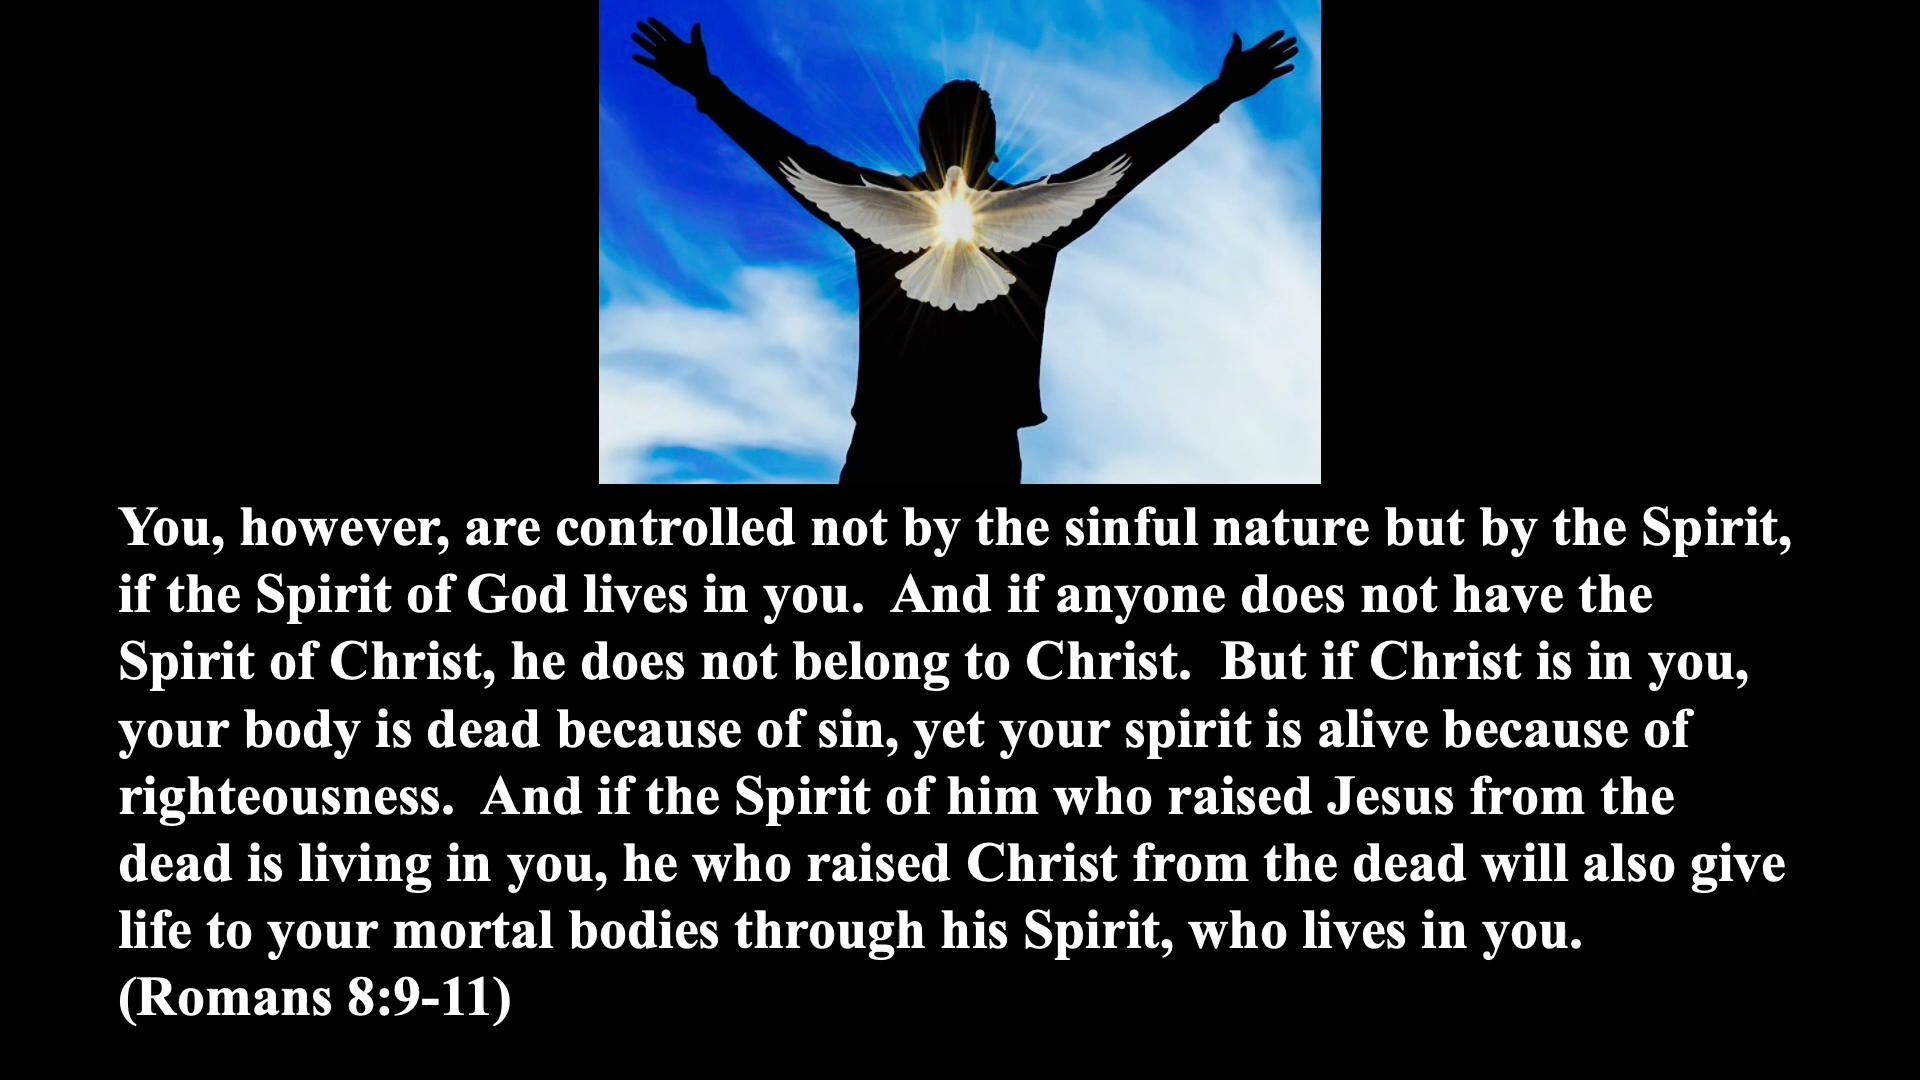 You, however, are controlled not by the sinful nature but by the Spirit,
if the Spirit of God lives in you.  And if anyone does not have the
Spirit of Christ, he does not belong to Christ.  But if Christ is in you,
your body is dead because of sin, yet your spirit is alive because of
righteousness.  And if the Spirit of him who raised Jesus from the
dead is living in you, he who raised Christ from the dead will also give
life to your mortal bodies through his Spirit, who lives in you.
(Romans 8:9-11)